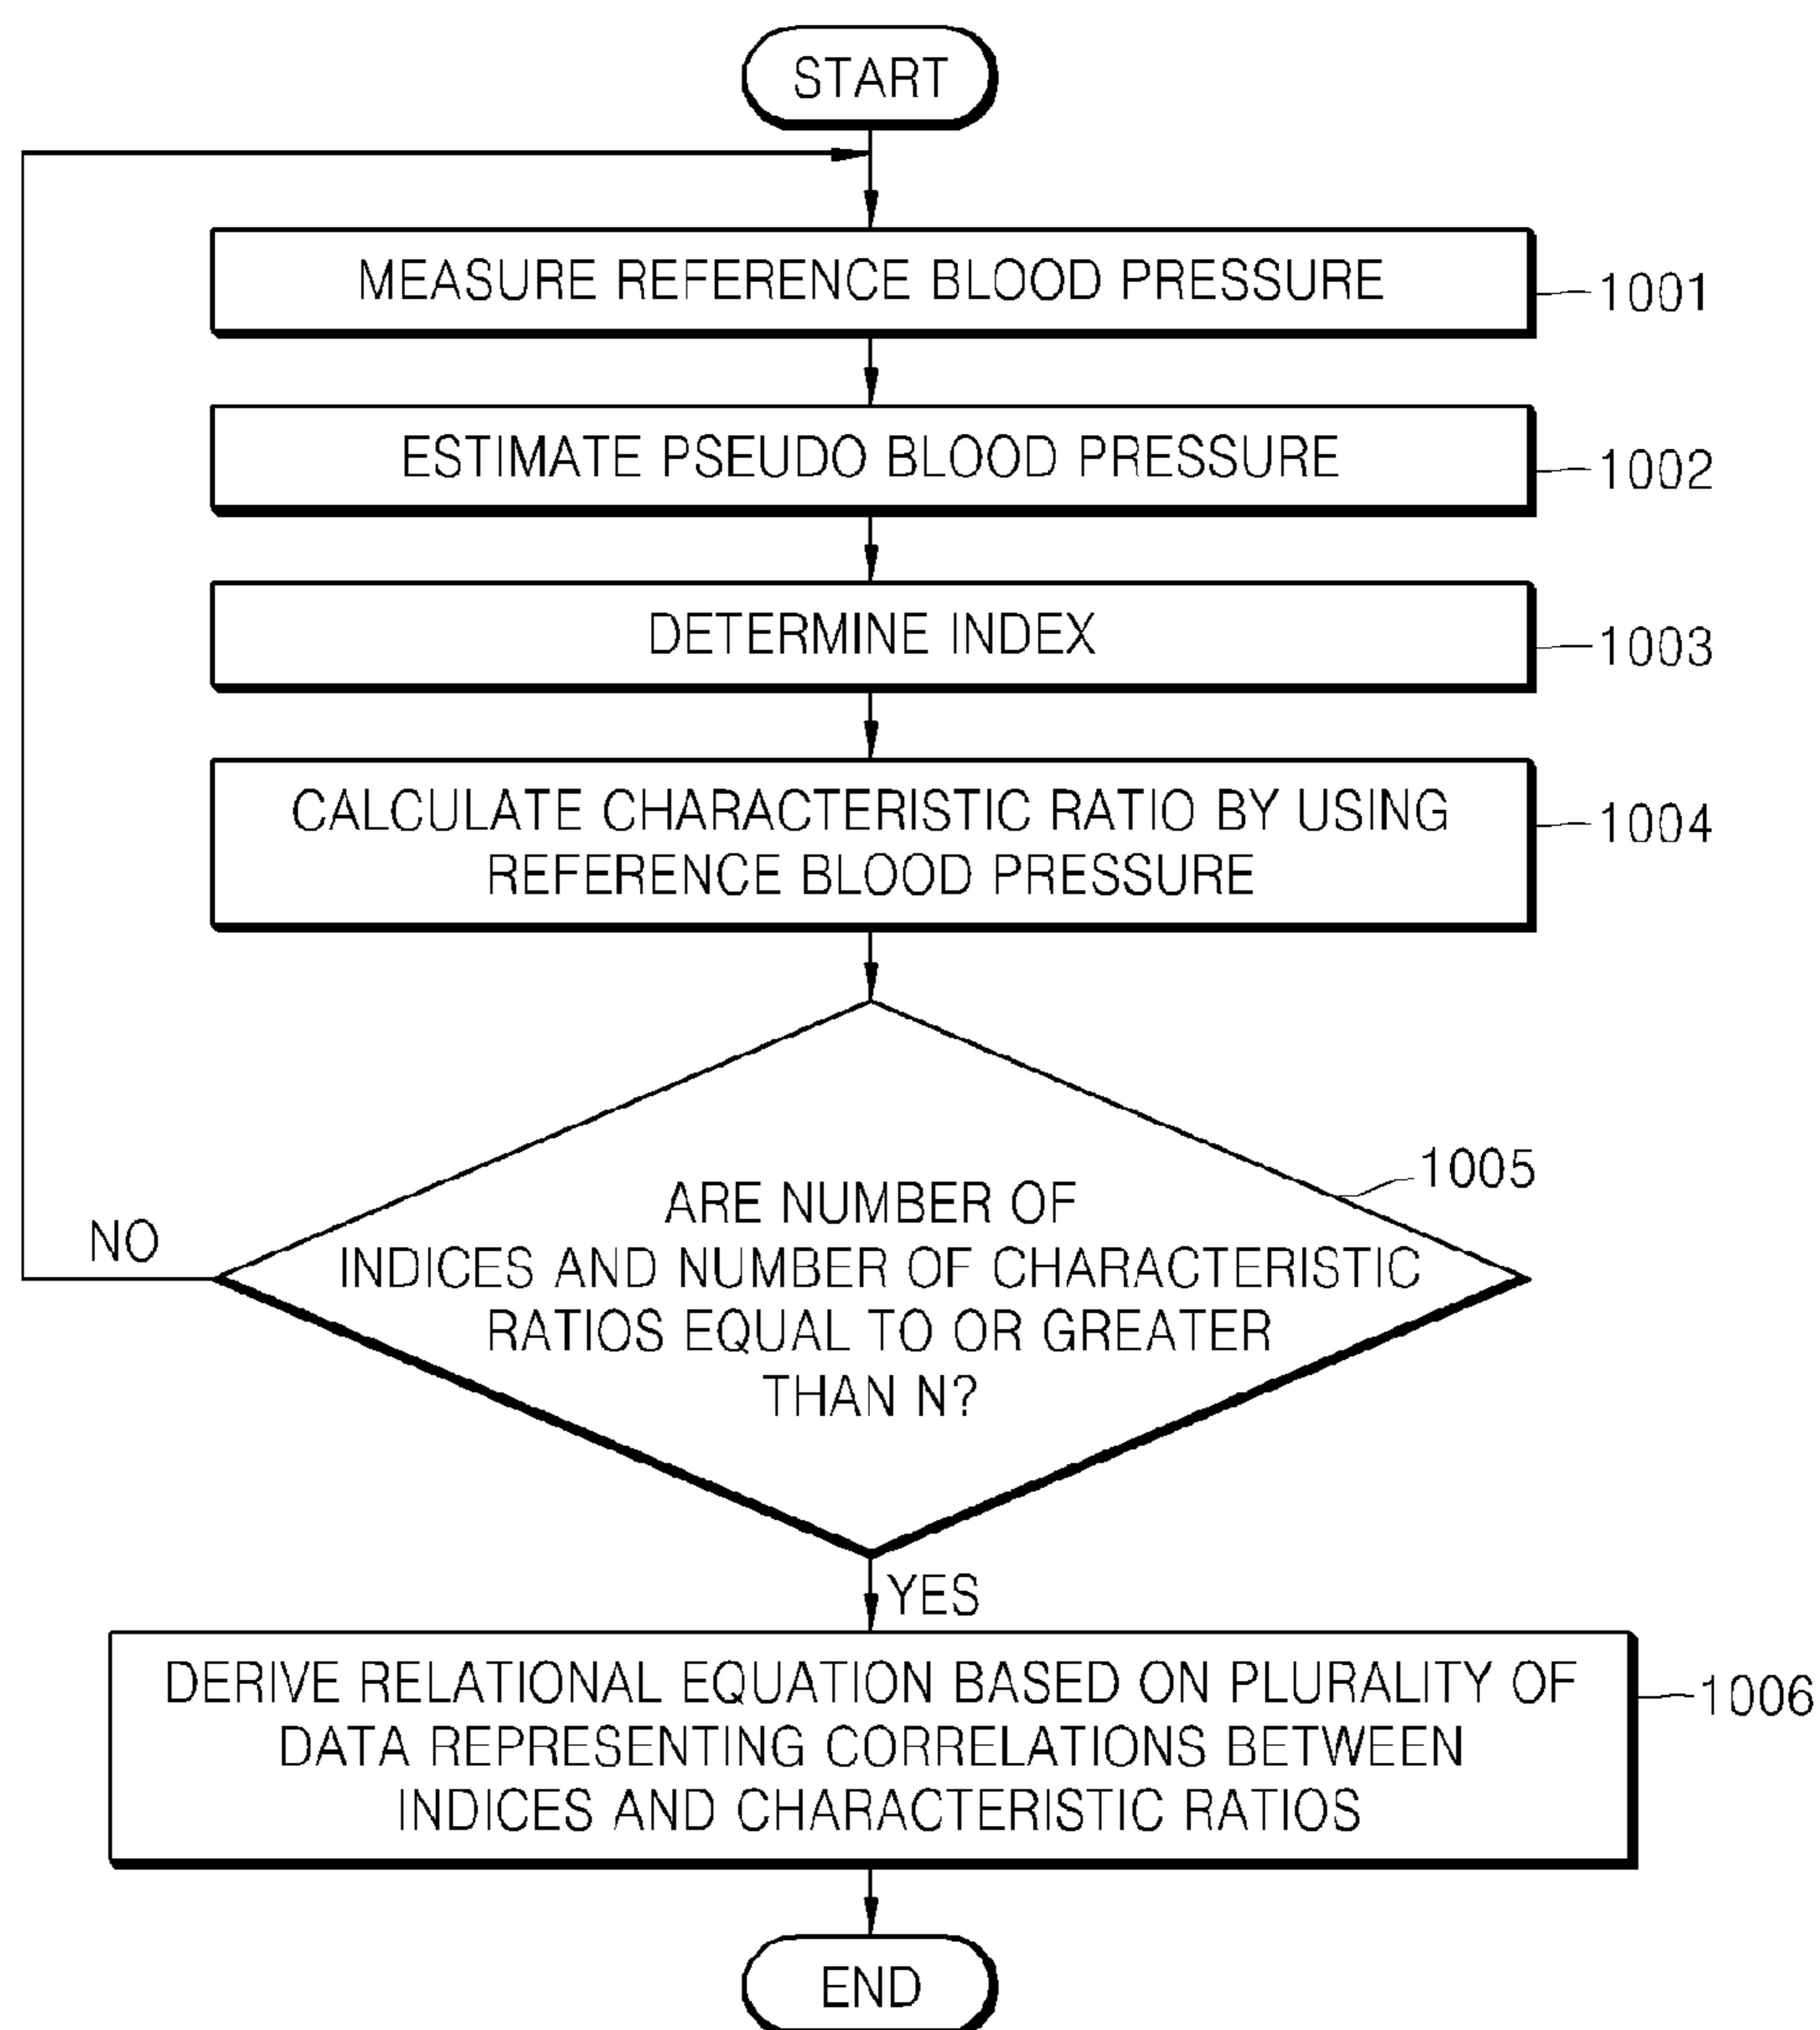 START
MEASURE REFERENCE BLOOD PRESSURE
1001
ESTIMATE PSEUDO BLOOD PRESSURE
1002
DETERMINE INDEX
1003
CALCULATE CHARACTERISTIC RATIO BY USING
REFERENCE BLOOD PRESSURE
1004
1005
ARE NUMBER OF
INDICES AND NUMBER OF CHARACTERISTIC
RATIOS EQUAL TO OR GREATER
THAN N?
NO
YES
DERIVE RELATIONAL EQUATION BASED ON PLURALITY OF
DATA REPRESENTING CORRELATIONS BETWEEN
INDICES AND CHARACTERISTIC RATIOS
1006
END